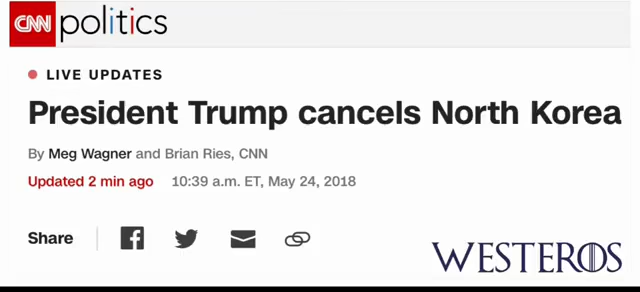 CNN politics
LIVE UPDATES
President Trump cancels North Korea
By Meg Wagner and Brian Ries, CNN
Updated 2 min ago 10:39 a.m. ET, May 24, 2018
Share
WESTEROS